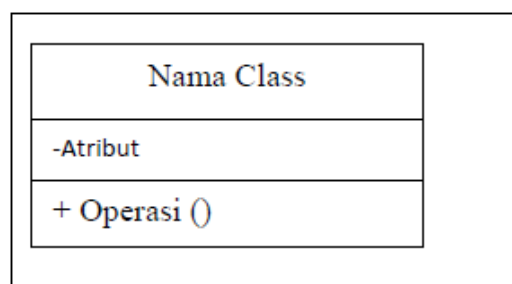 Nama Class
-Atribut
+ Operasi ()